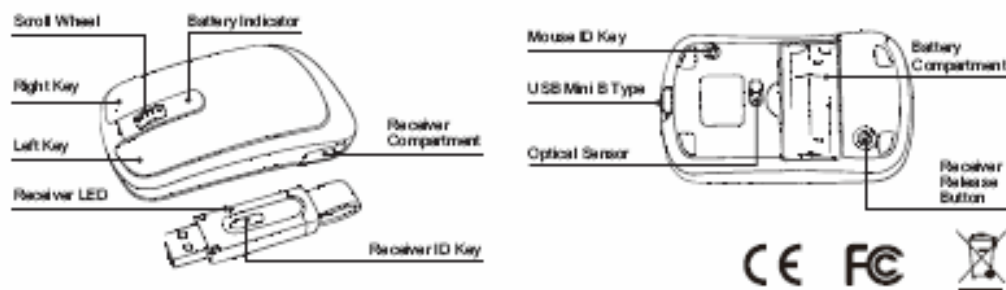 Scroll Wheel
Battery Indicator
Right Key
Left Key
Receiver
Compartment
Receiver LED
Receiver ID Key
Mouse ID Key
Battery
Compartment
USB Mini B Type
Optical Sensor
Receiver
Release
Button
CE FC